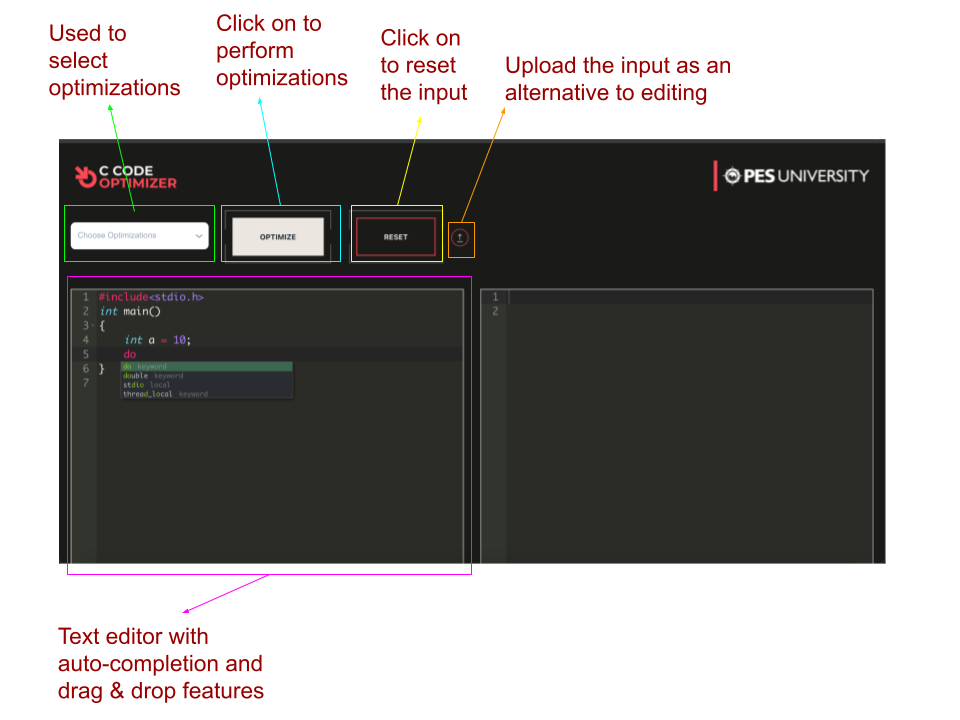 Used to
select
optimizations
Click on to
perform
optimizations
Click on
to reset
the input
Upload the input as an
alternative to editing
C CODE
OPTIMIZER
PES UNIVERSITY
Choose Optimizations
OPTIMIZE
RESET
1 #include<stdio.h>
2 int main()
3 {
4 int a = 10;
5 do
6 }
7
do keyword
double keyword
stdio local
thread_local keyword
1
2
Text editor with
auto-completion and
drag & drop features